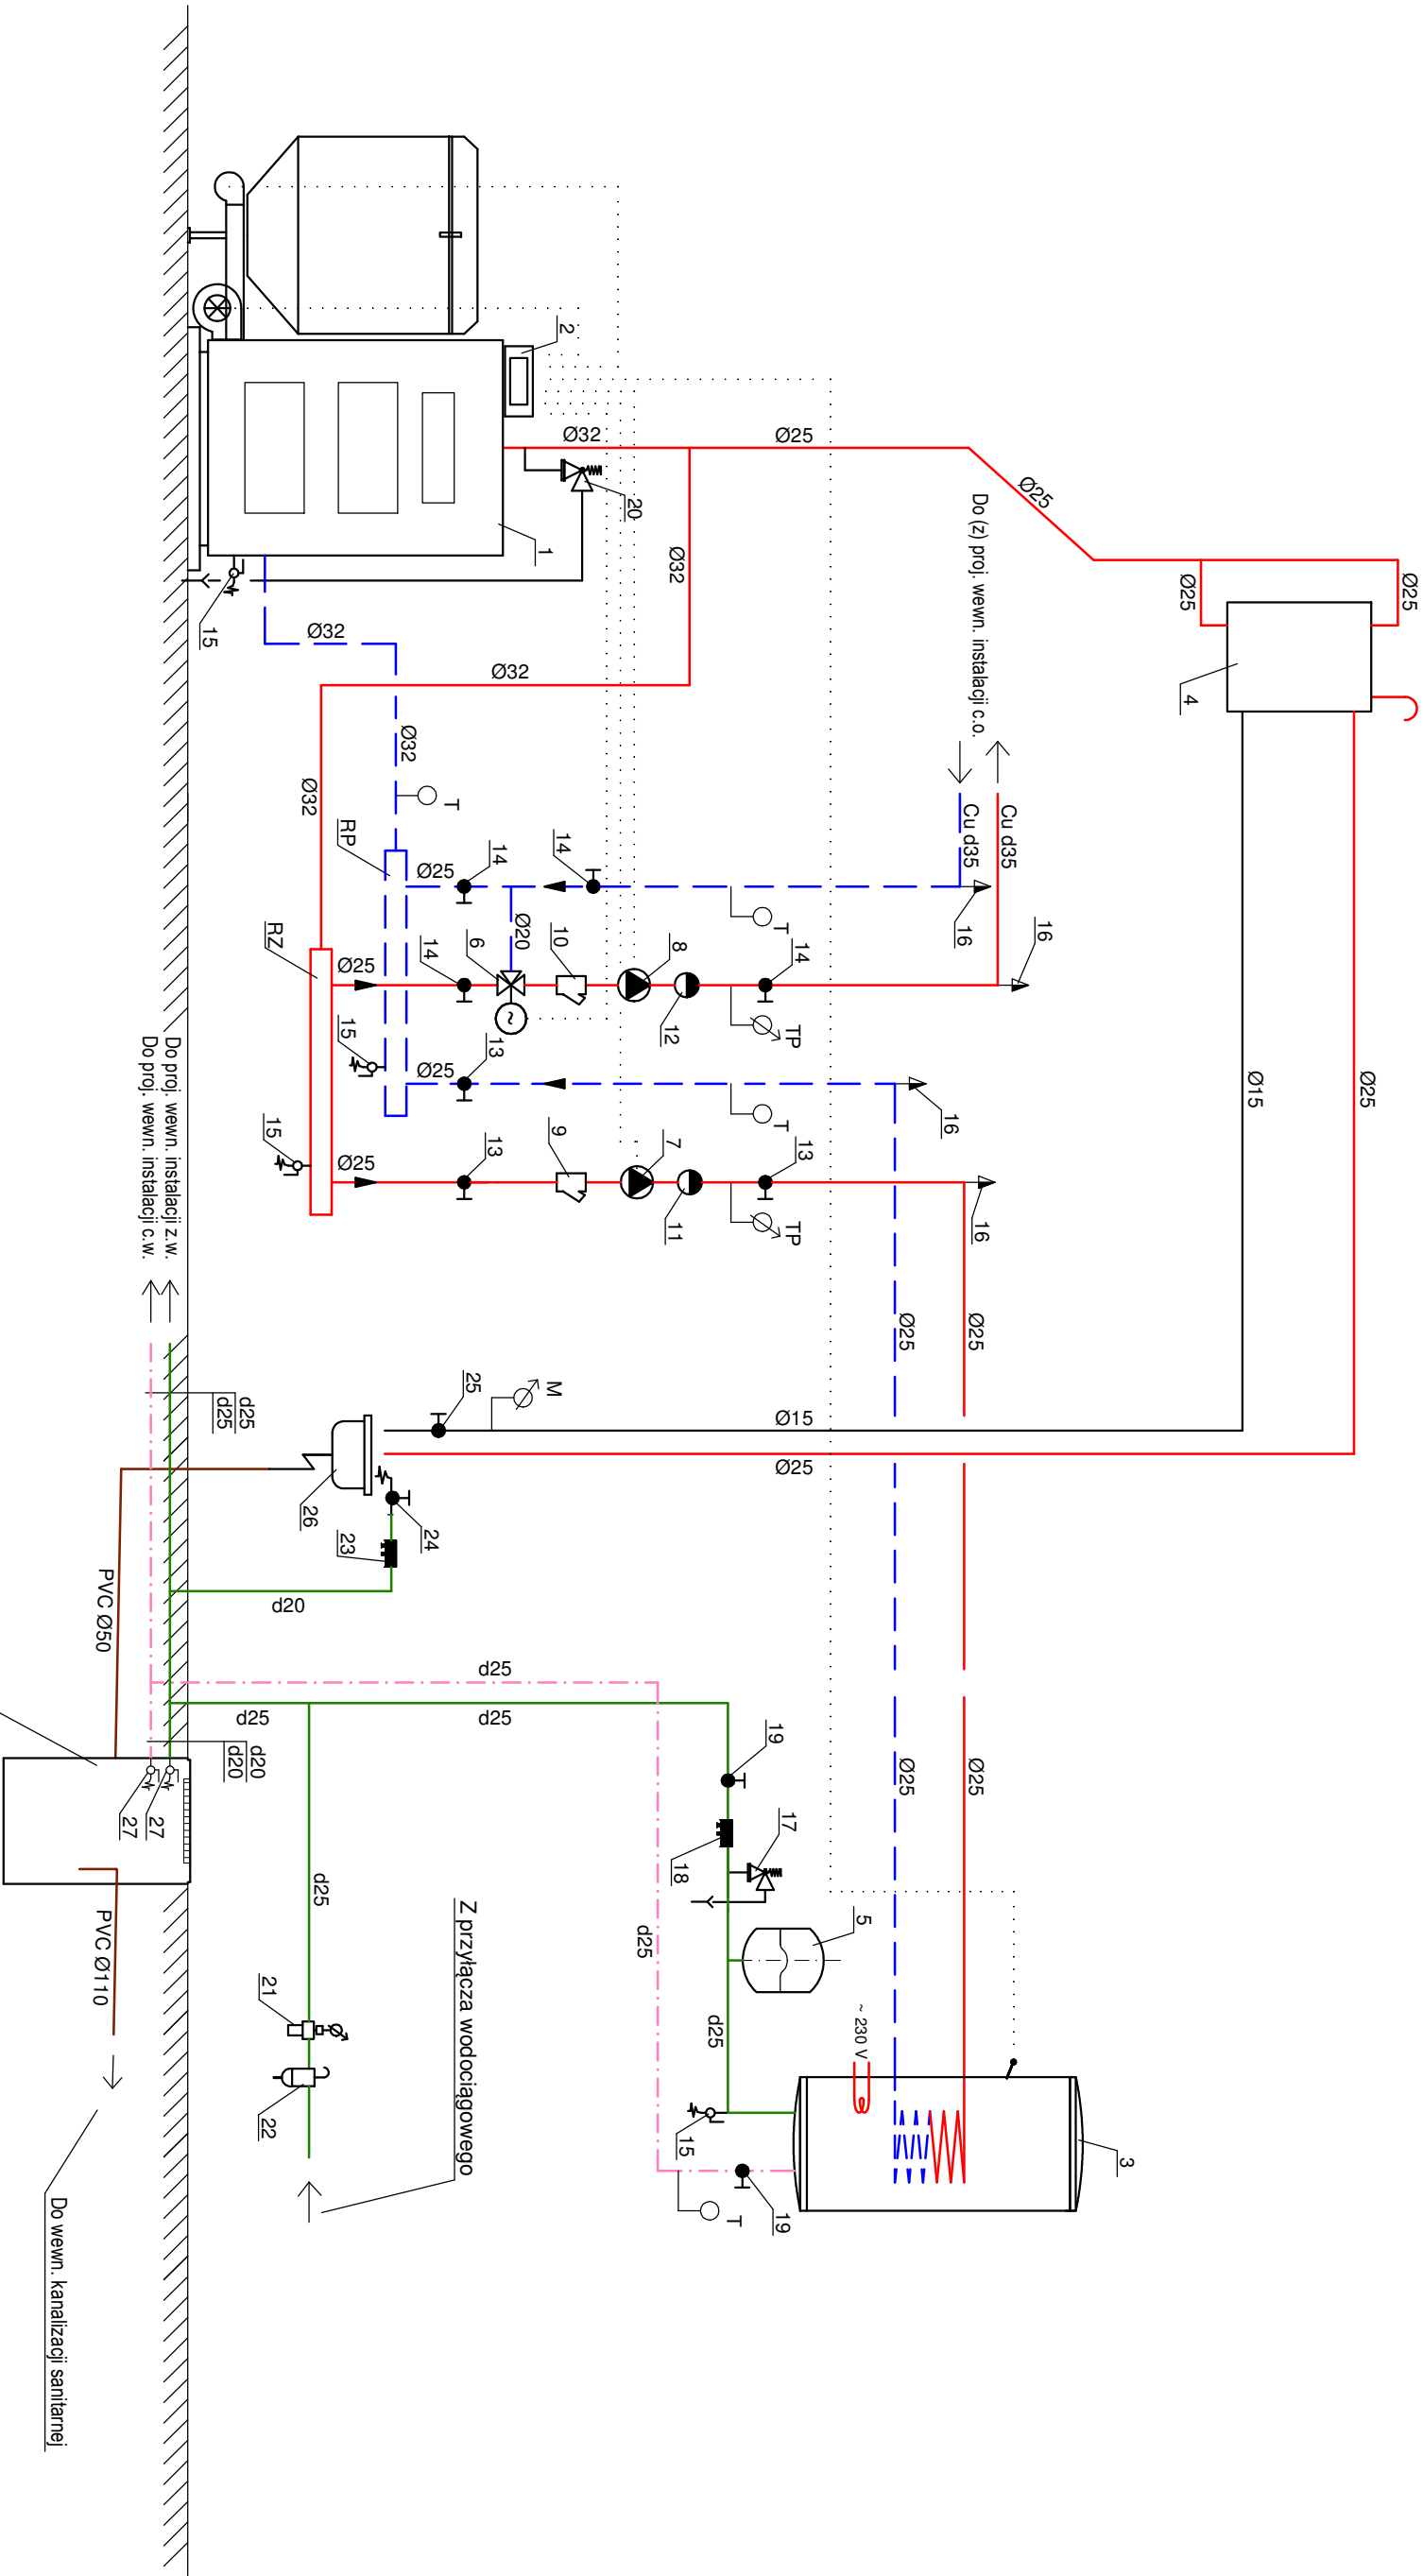 Ø25
Ø25
4
Ø25
Ø25
Ø15
3
Do (z) proj. wewn. instalacji c.o.
Cu d35
Cu d35
16
16
16
16
Ø25
Ø25
Ø25
Ø25
Ø25
2
Ø32
20
1
Ø32
Ø32
Ø32
Ø32
Ø32
15
T
RP
RZ
Ø25
14
14
T
Ø20
6
10
8
12
14
TP
14
Ø25
15
13
Ø25
T
15
Ø25
13
9
7
11
13
TP
Ø15
Ø25
25
M
26
24
23
d20
Do proj. wewn. instalacji z.w.
Do proj. wewn. instalacji c.w.
d25
d25
PVC Ø50
d25
d25
d25
d20
d20
27
27
19
17
18
5
~ 230 V
d25
d25
15
19
T
d25
21
22
Z przyłącza wodociągowego
PVC Ø110
Do wewn. kanalizacji sanitarnej